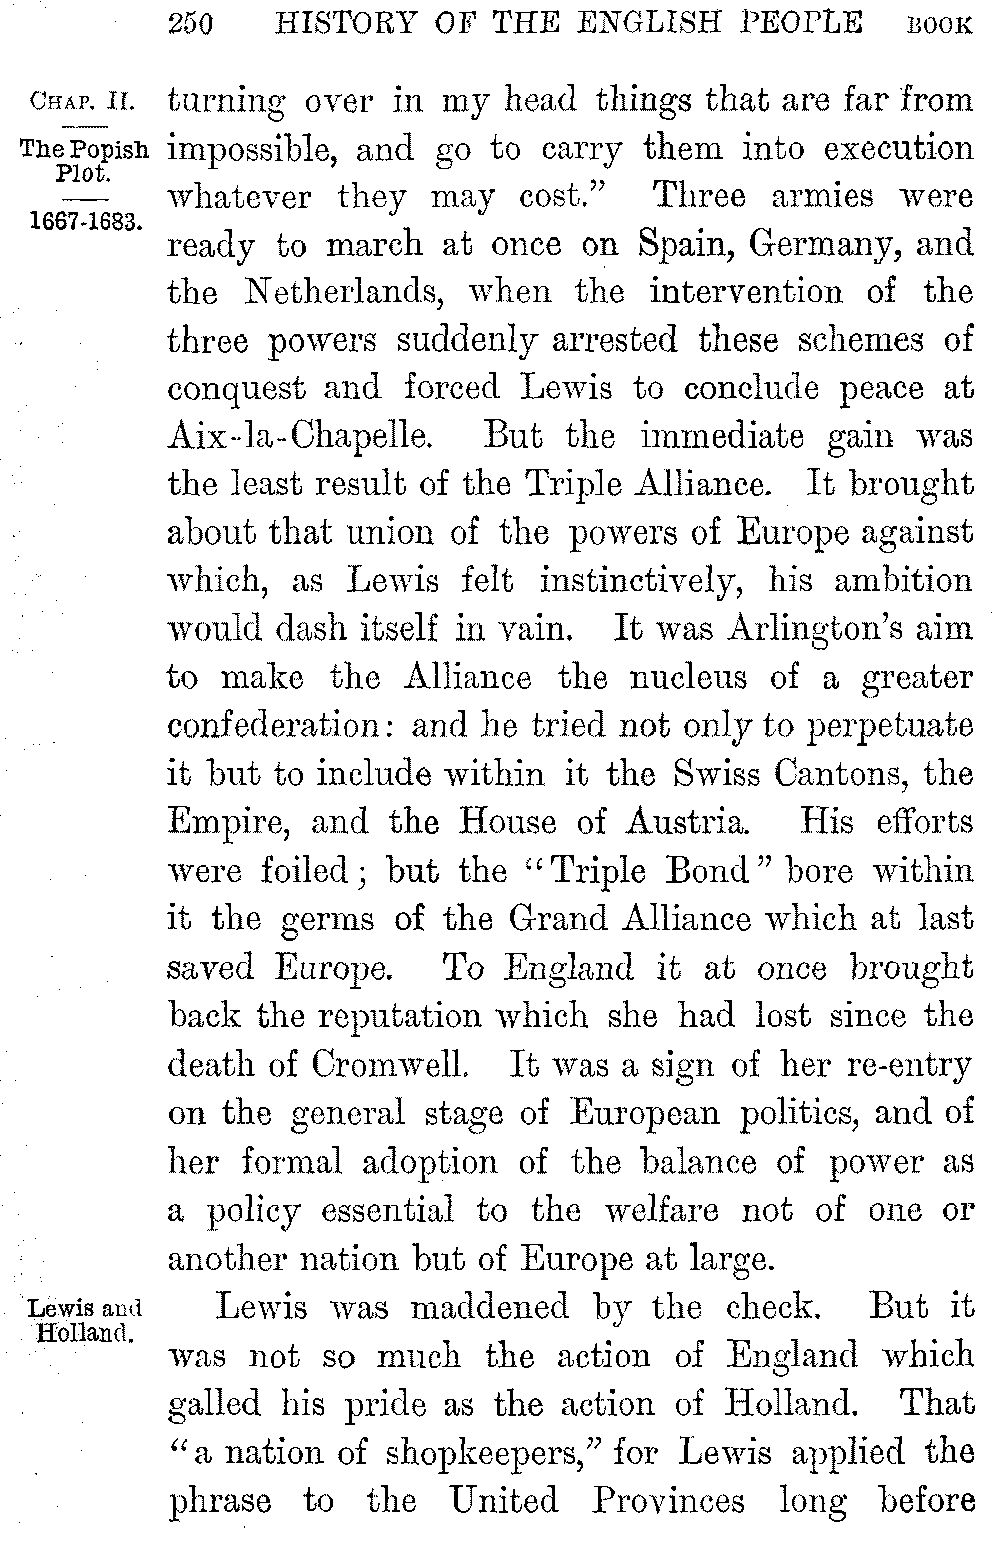 250 HISTORY OF THE ENGLISH PEOPLE BOOK
CHAP. II.
The Popish
Plot.
1667-1683.
turning over in my head things that are far from
impossible, and go to carry them into execution
whatever they may cost.” Three armies were
ready to march at once on Spain, Germany, and
the Netherlands, when the intervention of the
three powers suddenly arrested these schemes of
conquest and forced Lewis to conclude peace at
Aix-la-Chapelle. But the immediate gain was
the least result of the Triple Alliance. It brought
about that union of the powers of Europe against
which, as Lewis felt instinctively, his ambition
would dash itself in vain. It was Arlington’s aim
to make the Alliance the nucleus of a greater
confederation: and he tried not only to perpetuate
it but to include within it the Swiss Cantons, the
Empire, and the House of Austria. His efforts
were foiled; but the “Triple Bond” bore within
it the germs of the Grand Alliance which at last
saved Europe. To England it at once brought
back the reputation which she had lost since the
death of Cromwell. It was a sign of her re-entry
on the general stage of European politics, and of
her formal adoption of the balance of power as
a policy essential to the welfare not of one or
another nation but of Europe at large.
Lewis and
Holland.
Lewis was maddened by the check. But it
was not so much the action of England which
galled his pride as the action of Holland. That
“a nation of shopkeepers,” for Lewis applied the
phrase to the United Provinces long before